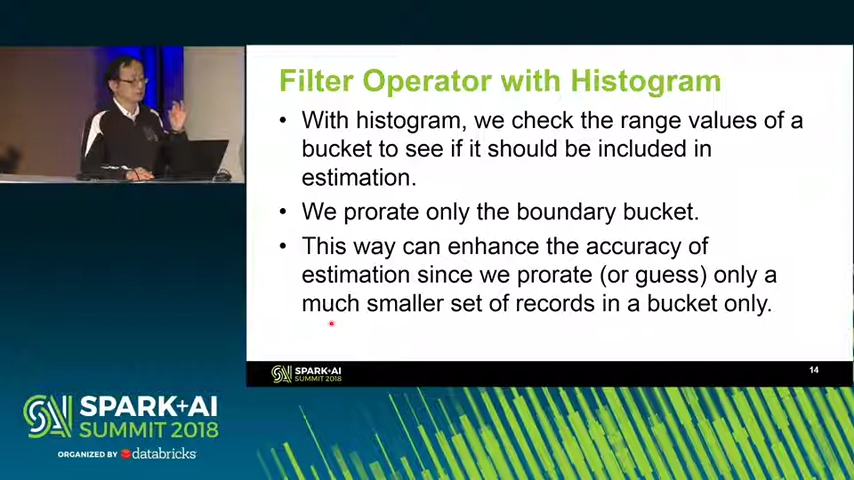 Filter Operator with Histogram
• With histogram, we check the range values of a
bucket to see if it should be included in
estimation.
• We prorate only the boundary bucket.
• This way can enhance the accuracy of
estimation since we prorate (or guess) only a
much smaller set of records in a bucket only.
SPARK+AI
SUMMIT 2018
14
SPARK+AI
SUMMIT 2018
ORGANIZED BY databricks